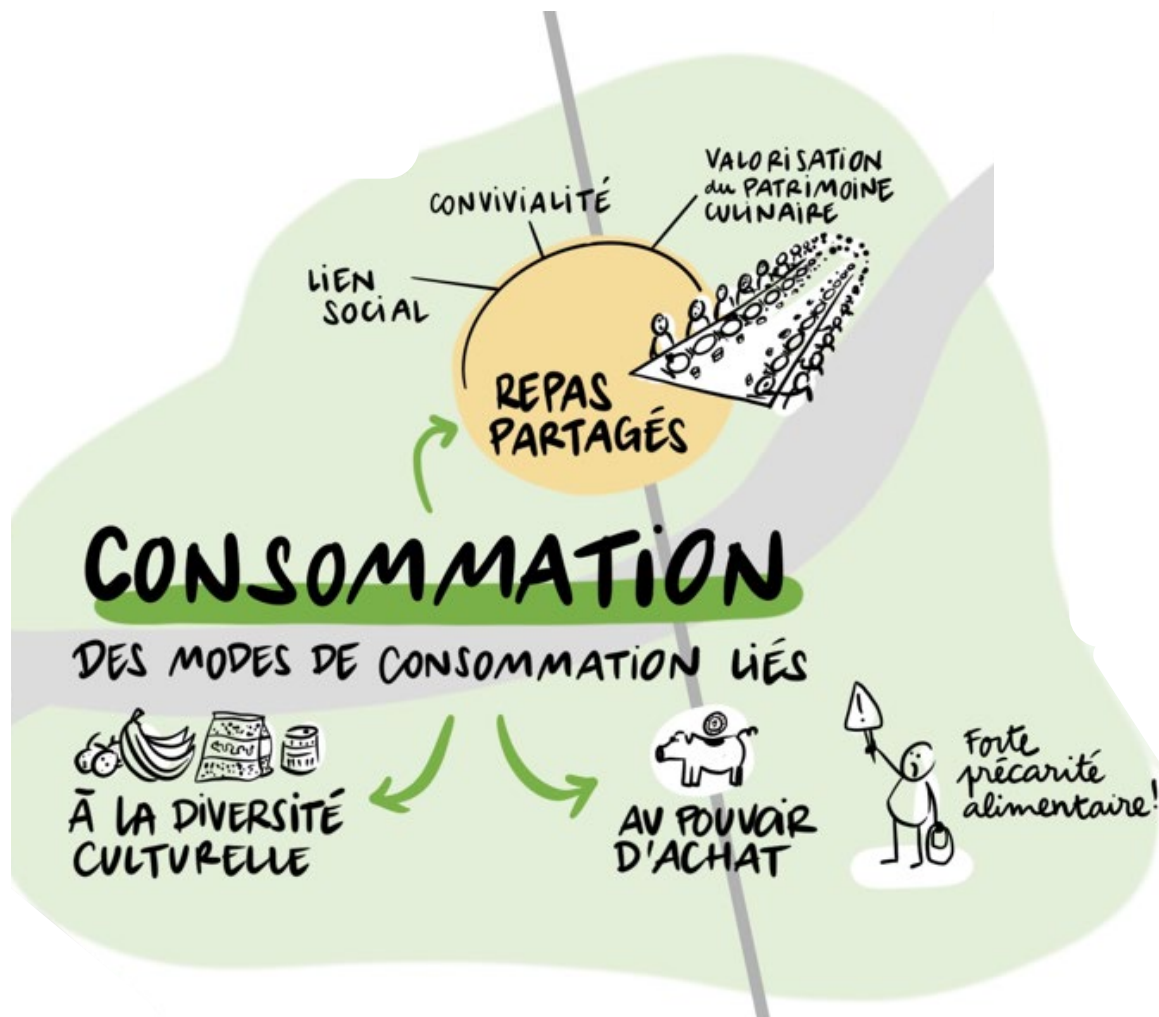 VALORISATION
du PATRIMOINE
CULINAIRE
CONVIVIALITÉ
LIEN
SOCIAL
REPAS
PARTAGÉS
CONSOMMATION
DES MODES DE CONSOMMATION LIÉS
À LA DIVERSITÉ
CULTURELLE
AU POUVOIR
D'ACHAT
!
Forte
précarité
alimentaire!